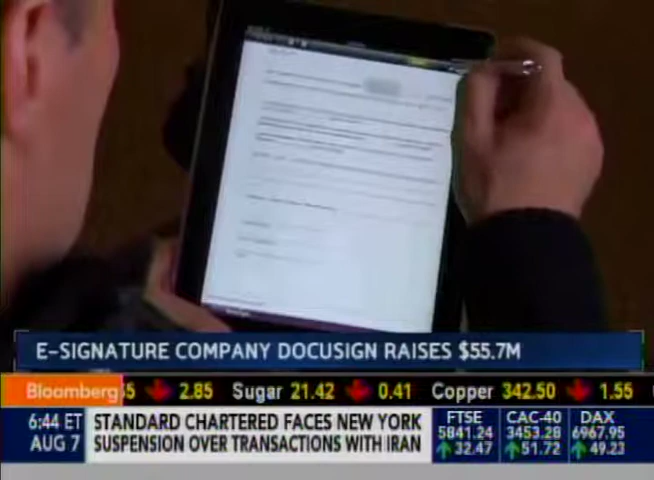 E-SIGNATURE COMPANY DOCUSIGN RAISES $55.7M
Bloomberg 5 2.85 Sugar 21.42 0.41 Copper 342.50 1.55
6:44 ET
AUG 7
STANDARD CHARTERED FACES NEW YORK
SUSPENSION OVER TRANSACTIONS WITH IRAN
FTSE
5841.24
32.47
CAC-40
3453.28
51.72
DAX
6967.95
49.23